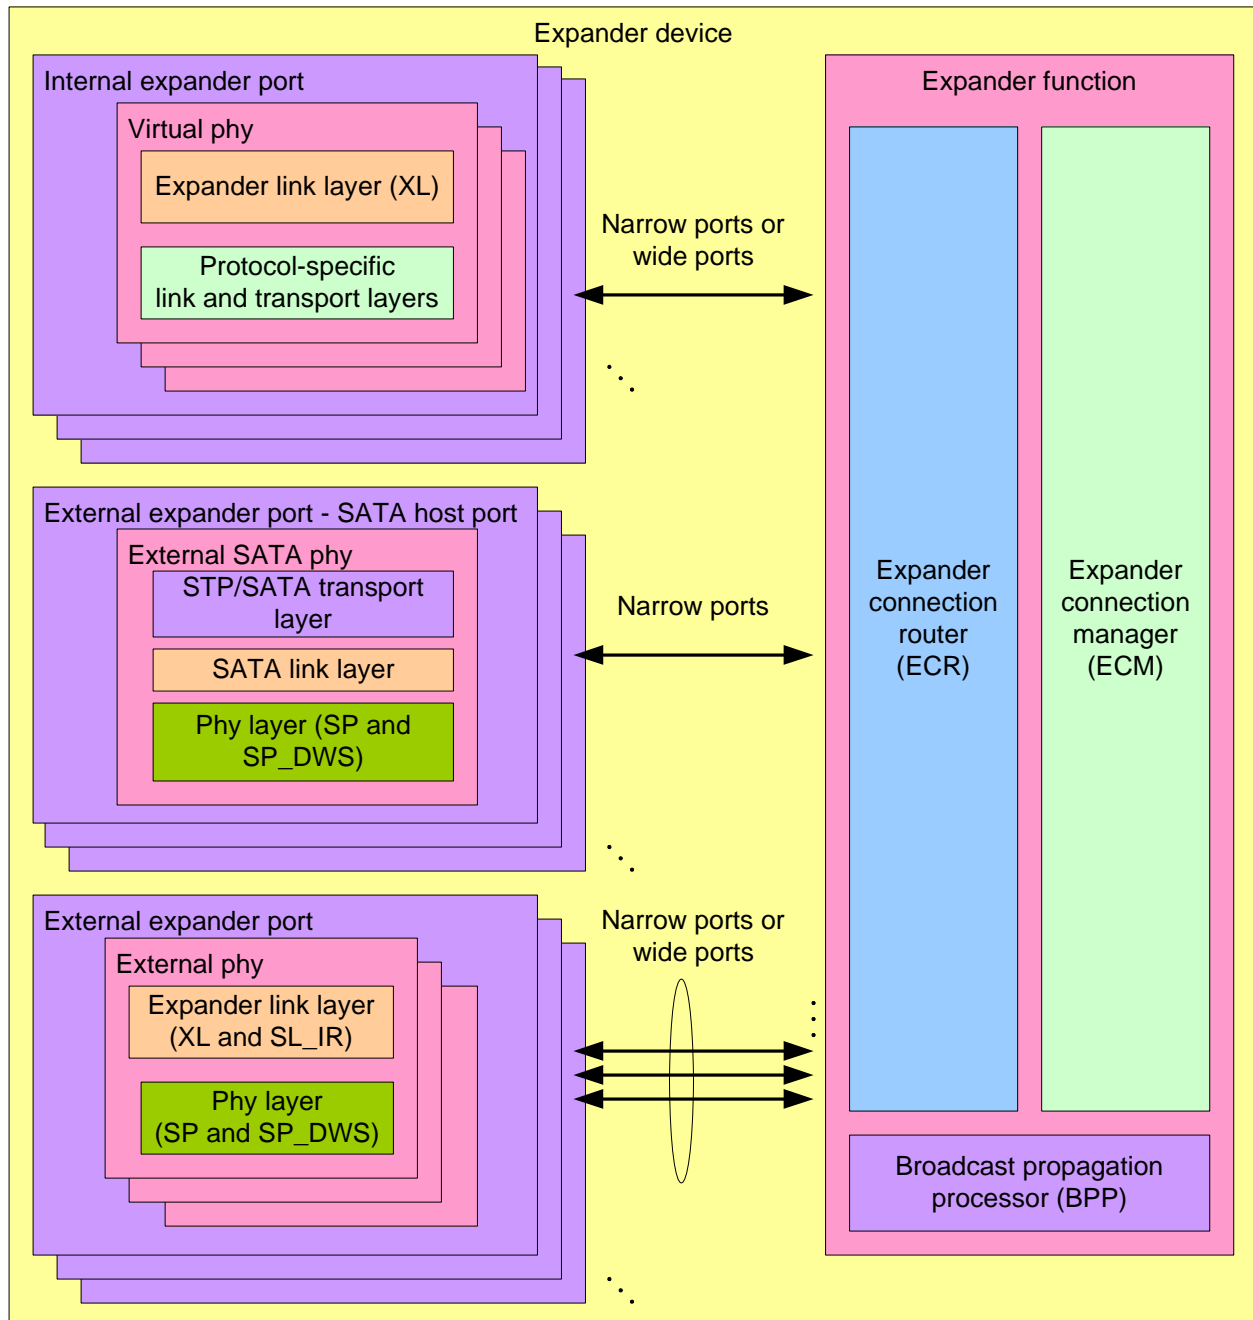 Expander device
Internal expander port
Virtual phy
Expander link layer (XL)
Protocol-specific
link and transport layers
Narrow ports or
wide ports
External expander port - SATA host port
External SATA phy
STP/SATA transport
layer
SATA link layer
Phy layer (SP and
SP_DWS)
Narrow ports
External expander port
External phy
Expander link layer
(XL and SL_IR)
Phy layer
(SP and SP_DWS)
Narrow ports or
wide ports
Expander function
Expander
connection
router
(ECR)
Expander
connection
manager
(ECM)
Broadcast propagation
processor (BPP)